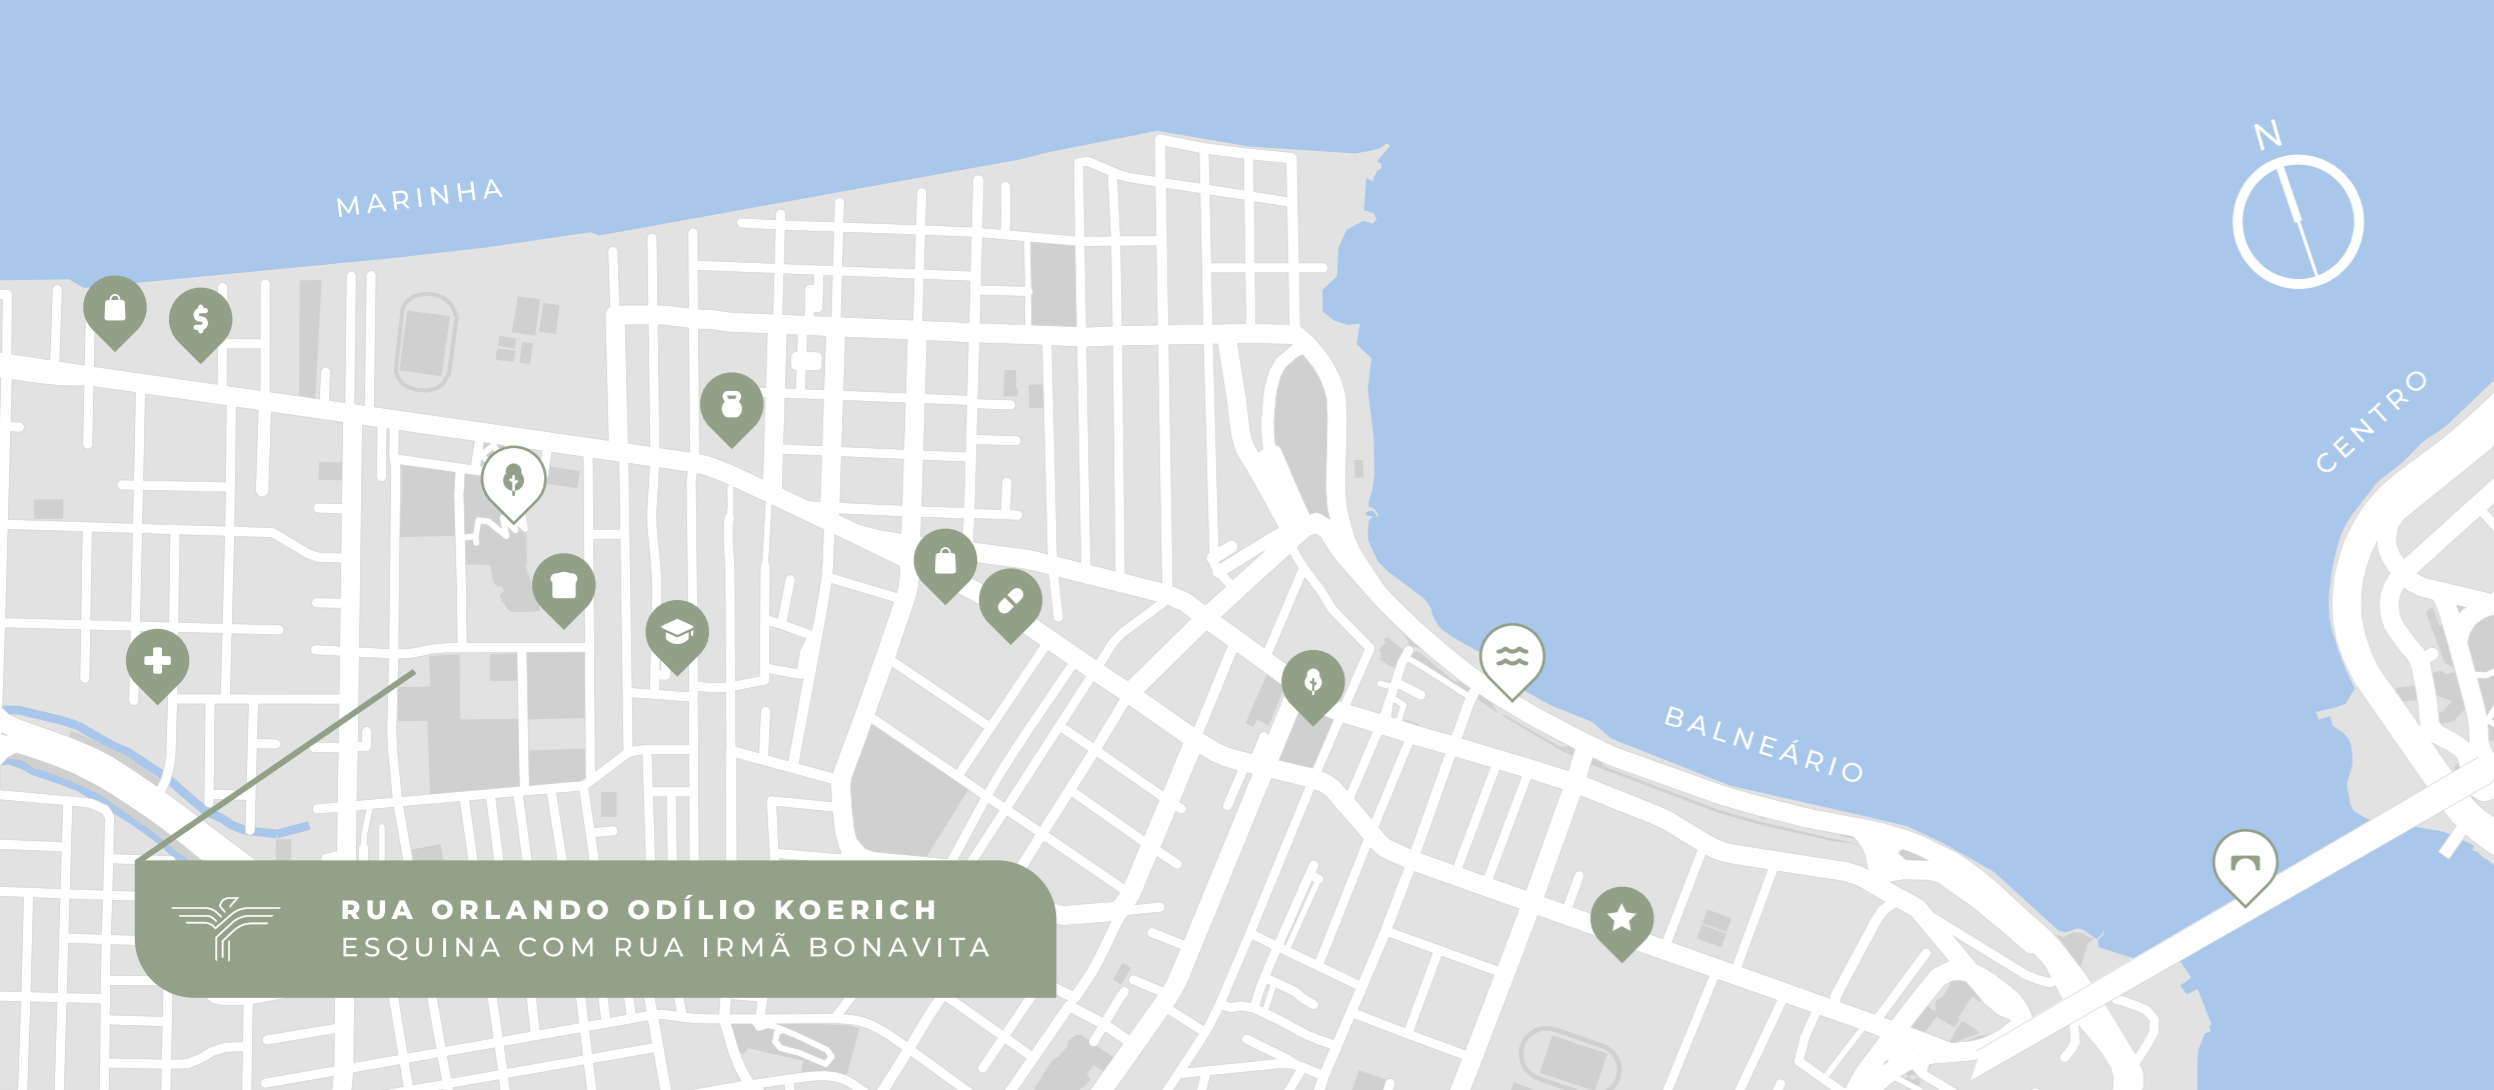 N
MARINHA
CENTRO
BALNEÁRIO
RUA ORLANDO ODÍLIO KOERICH
ESQUINA COM RUA IRMÃ BONAVITA